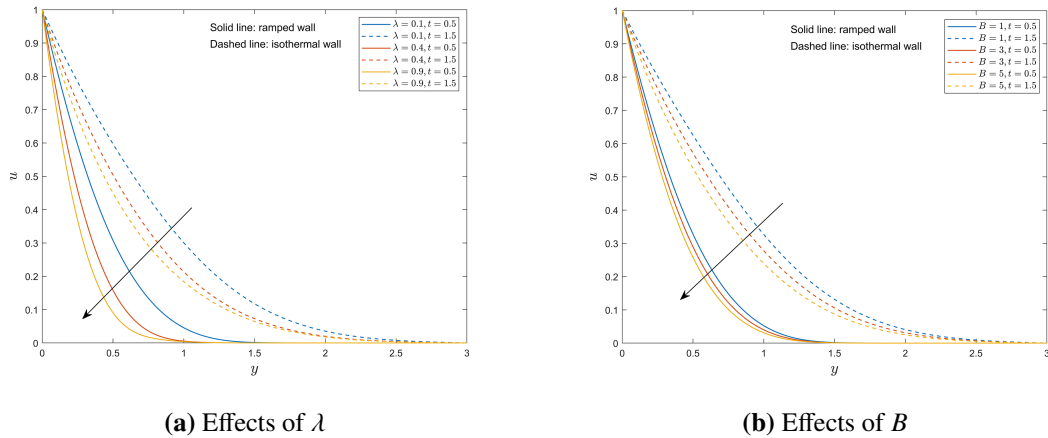 Solid line: ramped wall
Dashed line: isothermal wall
λ = 0.1, t = 0.5
λ = 0.1, t = 1.5
λ = 0.4, t = 0.5
λ = 0.4, t = 1.5
λ = 0.9, t = 0.5
λ = 0.9, t = 1.5
1
0.9
0.8
0.7
0.6
0.5
0.4
0.3
0.2
0.1
0
u
0 0.5 1 1.5 2 2.5 3
y
(a) Effects of λ
Solid line: ramped wall
Dashed line: isothermal wall
B = 1, t = 0.5
B = 1, t = 1.5
B = 3, t = 0.5
B = 3, t = 1.5
B = 5, t = 0.5
B = 5, t = 1.5
1
0.9
0.8
0.7
0.6
0.5
0.4
0.3
0.2
0.1
0
u
0 0.5 1 1.5 2 2.5 3
y
(b) Effects of B